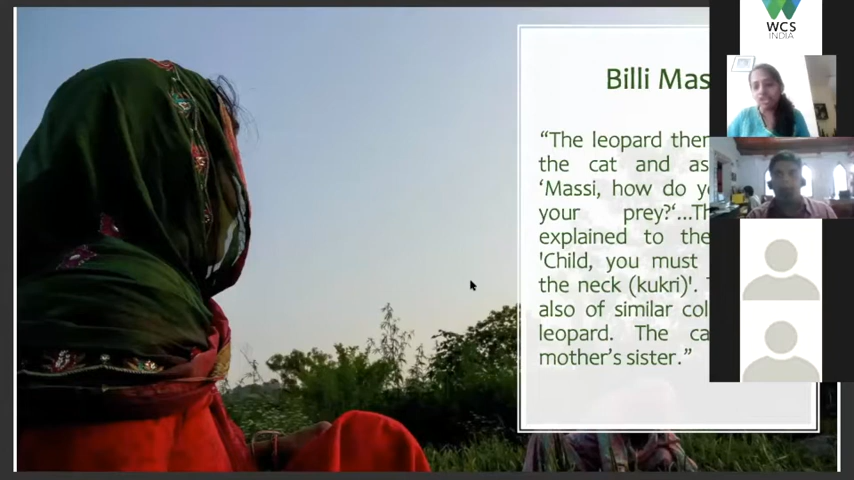 WCS
INDIA
Billi Mas
“The leopard then
the cat and as
‘Massi, how do y
your prey?‘...Th
explained to the
'Child, you must
the neck (kukri)'.
also of similar col
leopard. The ca
mother’s sister.”